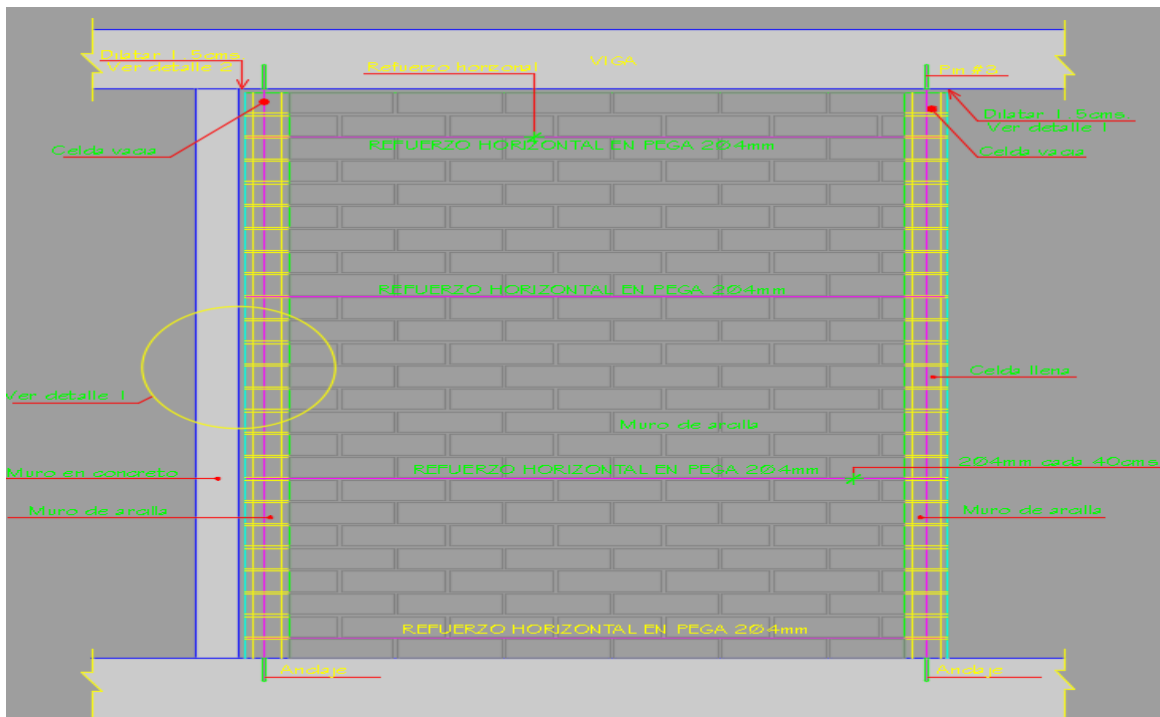 Dilatar 1.5cms
Ver detalle 2
Refuerzo horizonal
VIGA
Pin #3
Dilatar 1.5cms
Ver detalle 1
Celda vacia
Celda vacia
REFUERZO HORIZONTAL EN PEGA 2Ø4mm
REFUERZO HORIZONTAL EN PEGA 2Ø4mm
Celda llena
Ver detalle 1
Muro de arcilla
Muro en concreto
REFUERZO HORIZONTAL EN PEGA 2Ø4mm
2Ø4mm cada 40cms
Muro de arcilla
Muro de arcilla
REFUERZO HORIZONTAL EN PEGA 2Ø4mm
Anclaje
Anclaje